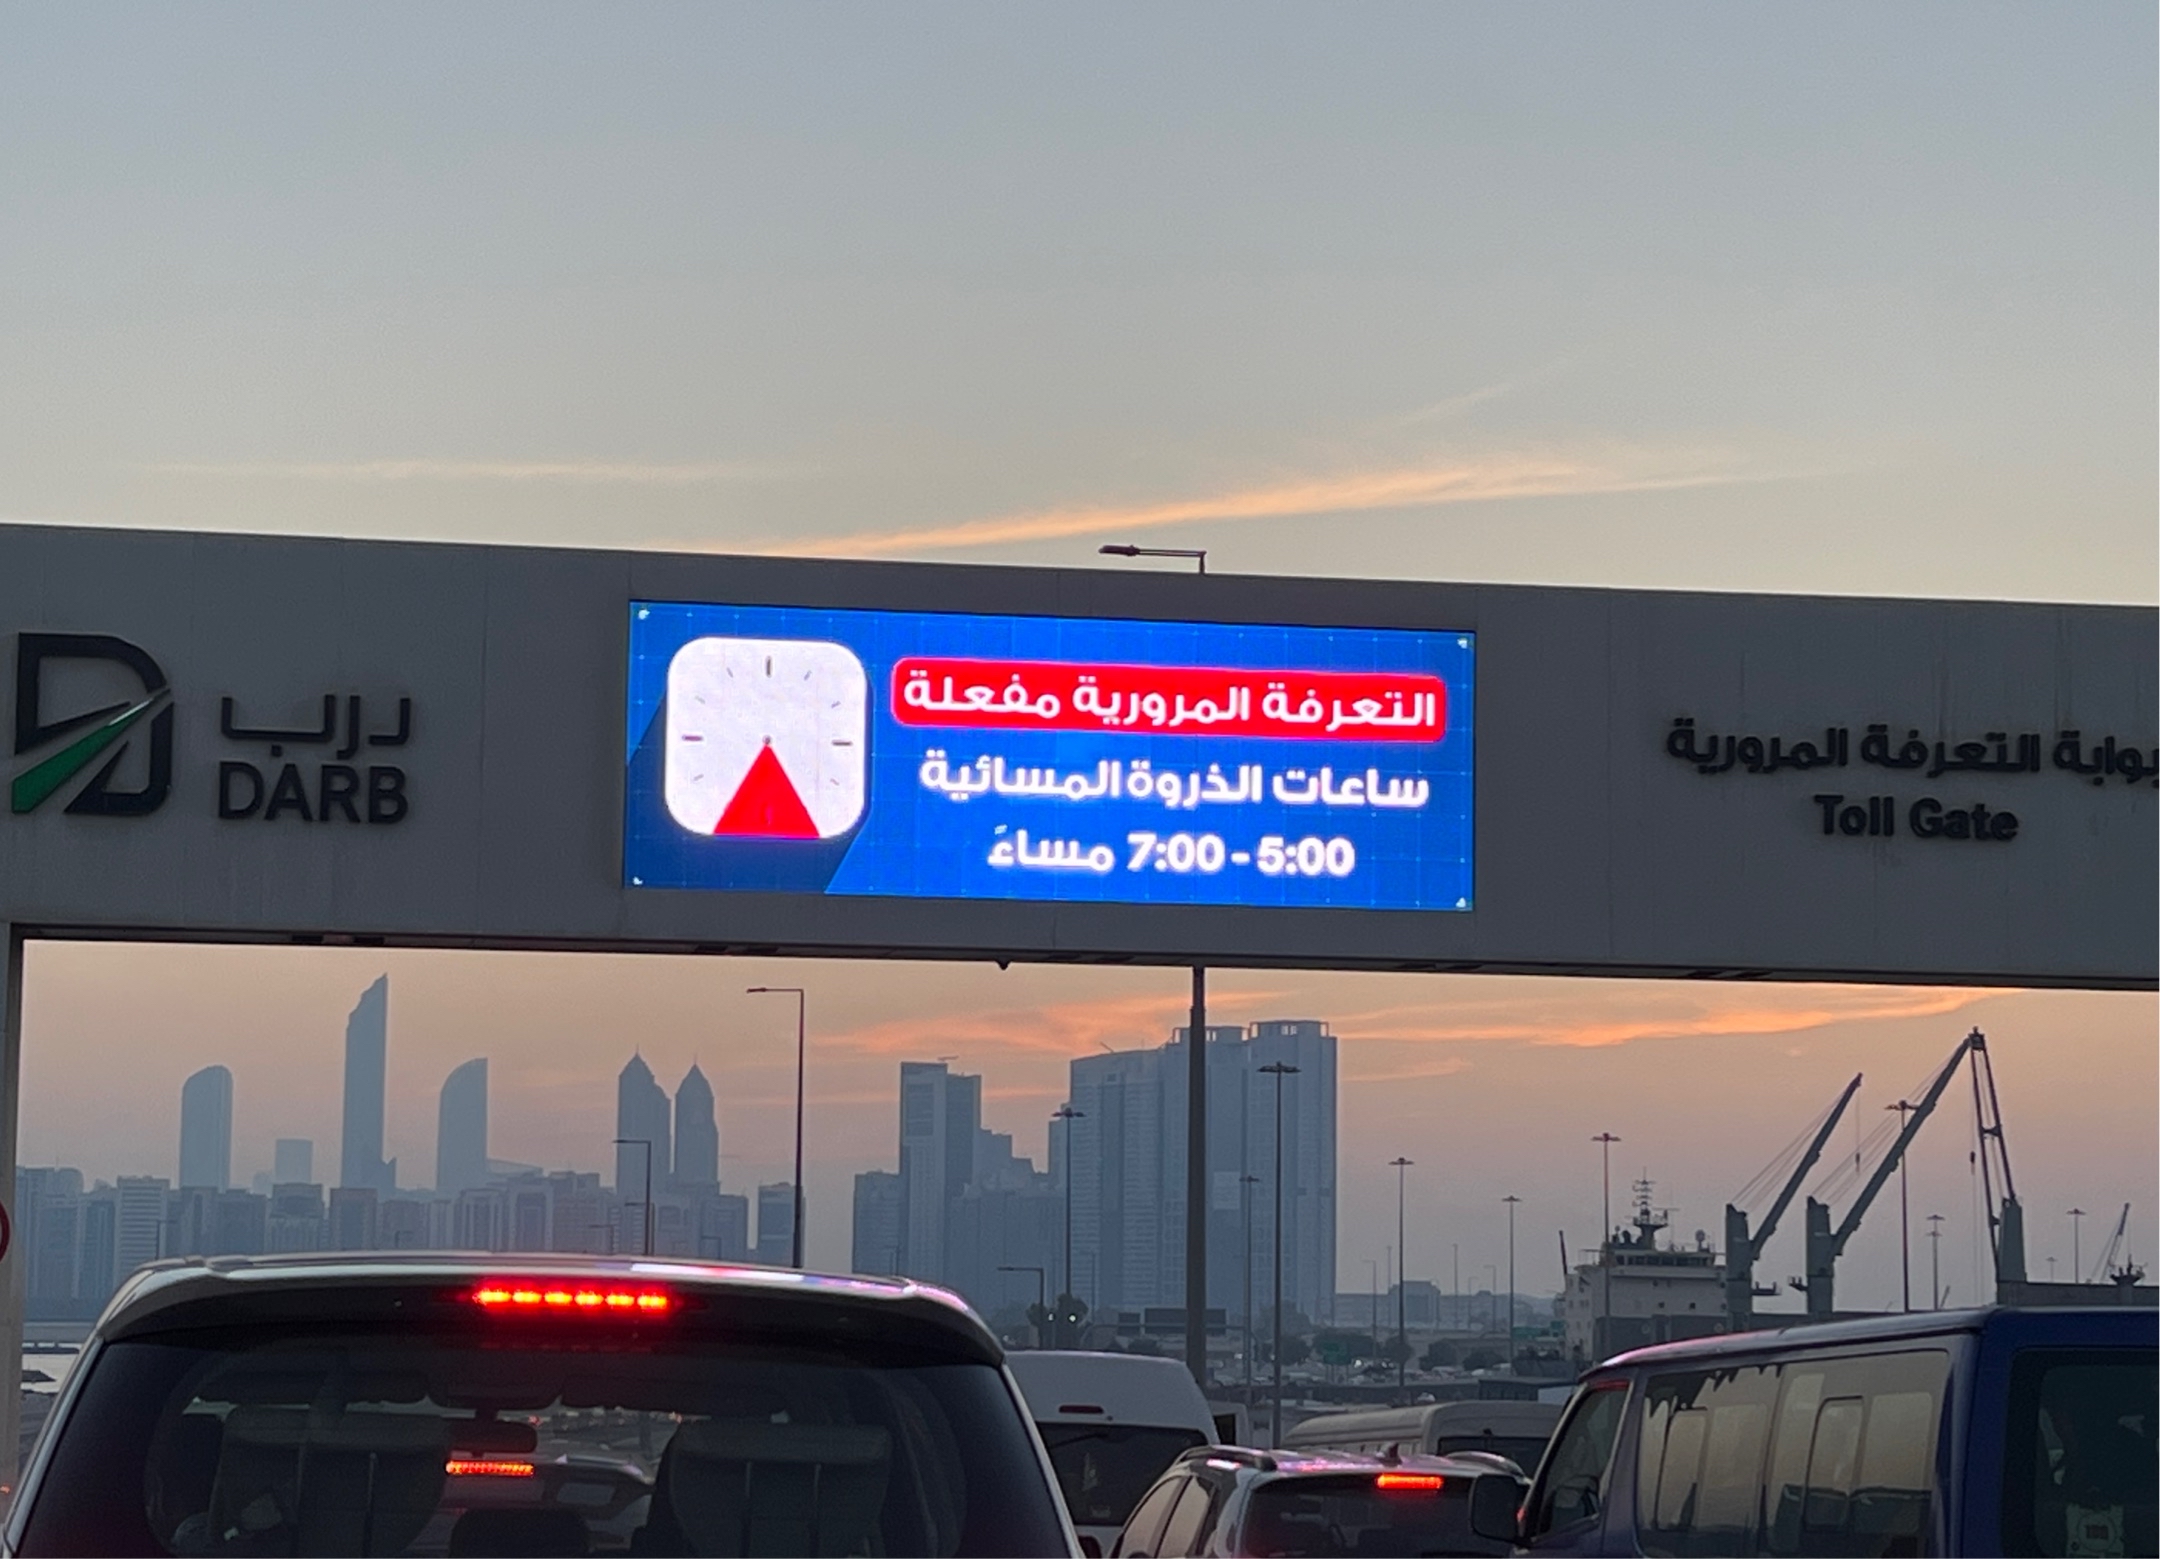 درب
DARB
التعرفة المرورية مفعلة
ساعات الذروة المسائية
5:00 - 7:00 مساءً
بوابة التعرفة المرورية
Toll Gate